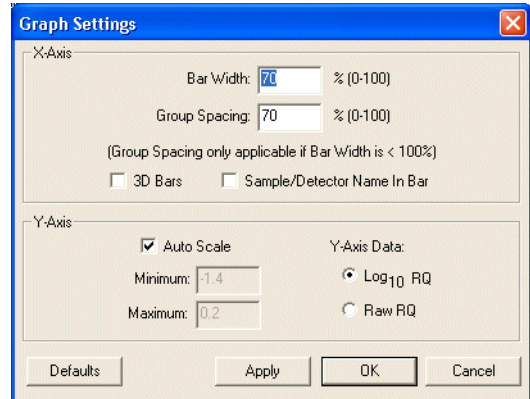 Graph Settings
X-Axis
Bar Width: 70 % (0-100)
Group Spacing: 70 % (0-100)
(Group Spacing only applicable if Bar Width is < 100%)
3D Bars Sample/Detector Name In Bar
Y-Axis
Auto Scale Y-Axis Data:
Minimum: -1.4 Log10 RQ
Maximum: 0.2 Raw RQ
Defaults Apply OK Cancel